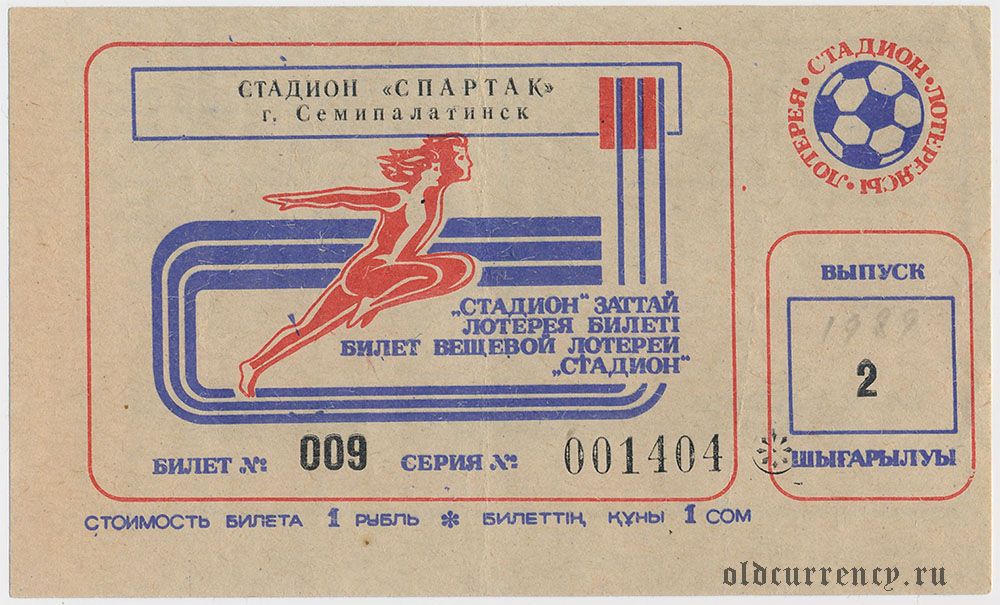 СТАДИОН «СПАРТАК»
г. Семипалатинск
ЛОТЕРЕЯ • СТАДИОН • ЛОТЕРЕЯСЫ •
„СТАДИОН" ЗАТТАЙ
ЛОТЕРЕЯ БИЛЕТІ
БИЛЕТ ВЕЩЕВОЙ ЛОТЕРЕИ
„СТАДИОН"
ВЫПУСК
1989
2
ШЫҒАРЫЛУЫ
БИЛЕТ № 009 СЕРИЯ № 001404
СТОИМОСТЬ БИЛЕТА 1 РУБЛЬ * БИЛЕТТІҢ ҚҰНЫ 1 СОМ
oldcurrency.ru